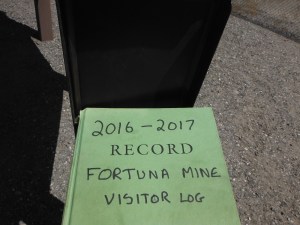 2016-2017
RECORD
FORTUNA MINE
VISITOR LOG